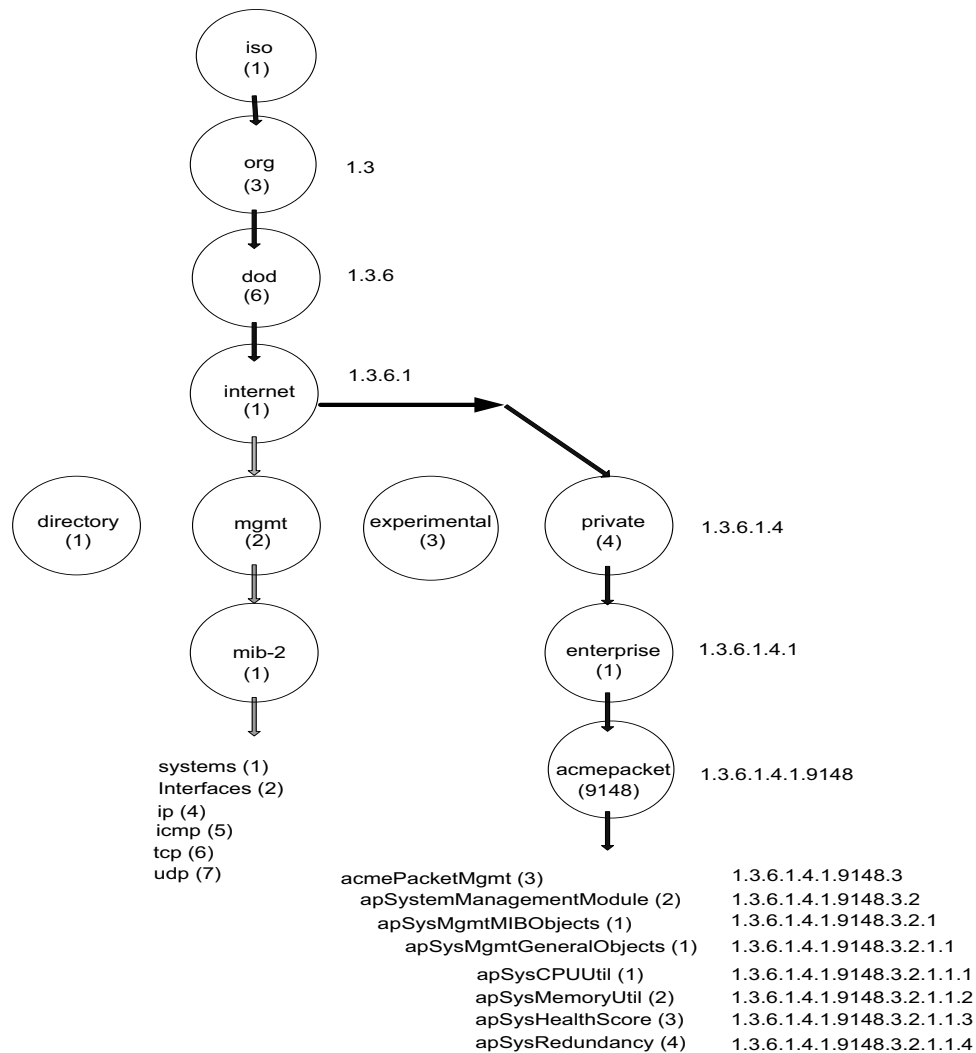 iso
(1)
org
(3)
1.3
dod
(6)
1.3.6
internet
(1)
1.3.6.1
directory
(1)
mgmt
(2)
experimental
(3)
private
(4)
1.3.6.1.4
mib-2
(1)
enterprise
(1)
1.3.6.1.4.1
acmepacket
(9148)
1.3.6.1.4.1.9148
systems (1)
Interfaces (2)
ip (4)
icmp (5)
tcp (6)
udp (7)
acmePacketMgmt (3) 1.3.6.1.4.1.9148.3
apSystemManagementModule (2) 1.3.6.1.4.1.9148.3.2
apSysMgmtMIBObjects (1) 1.3.6.1.4.1.9148.3.2.1
apSysMgmtGeneralObjects (1) 1.3.6.1.4.1.9148.3.2.1.1
apSysCPUUtil (1) 1.3.6.1.4.1.9148.3.2.1.1.1
apSysMemoryUtil (2) 1.3.6.1.4.1.9148.3.2.1.1.2
apSysHealthScore (3) 1.3.6.1.4.1.9148.3.2.1.1.3
apSysRedundancy (4) 1.3.6.1.4.1.9148.3.2.1.1.4